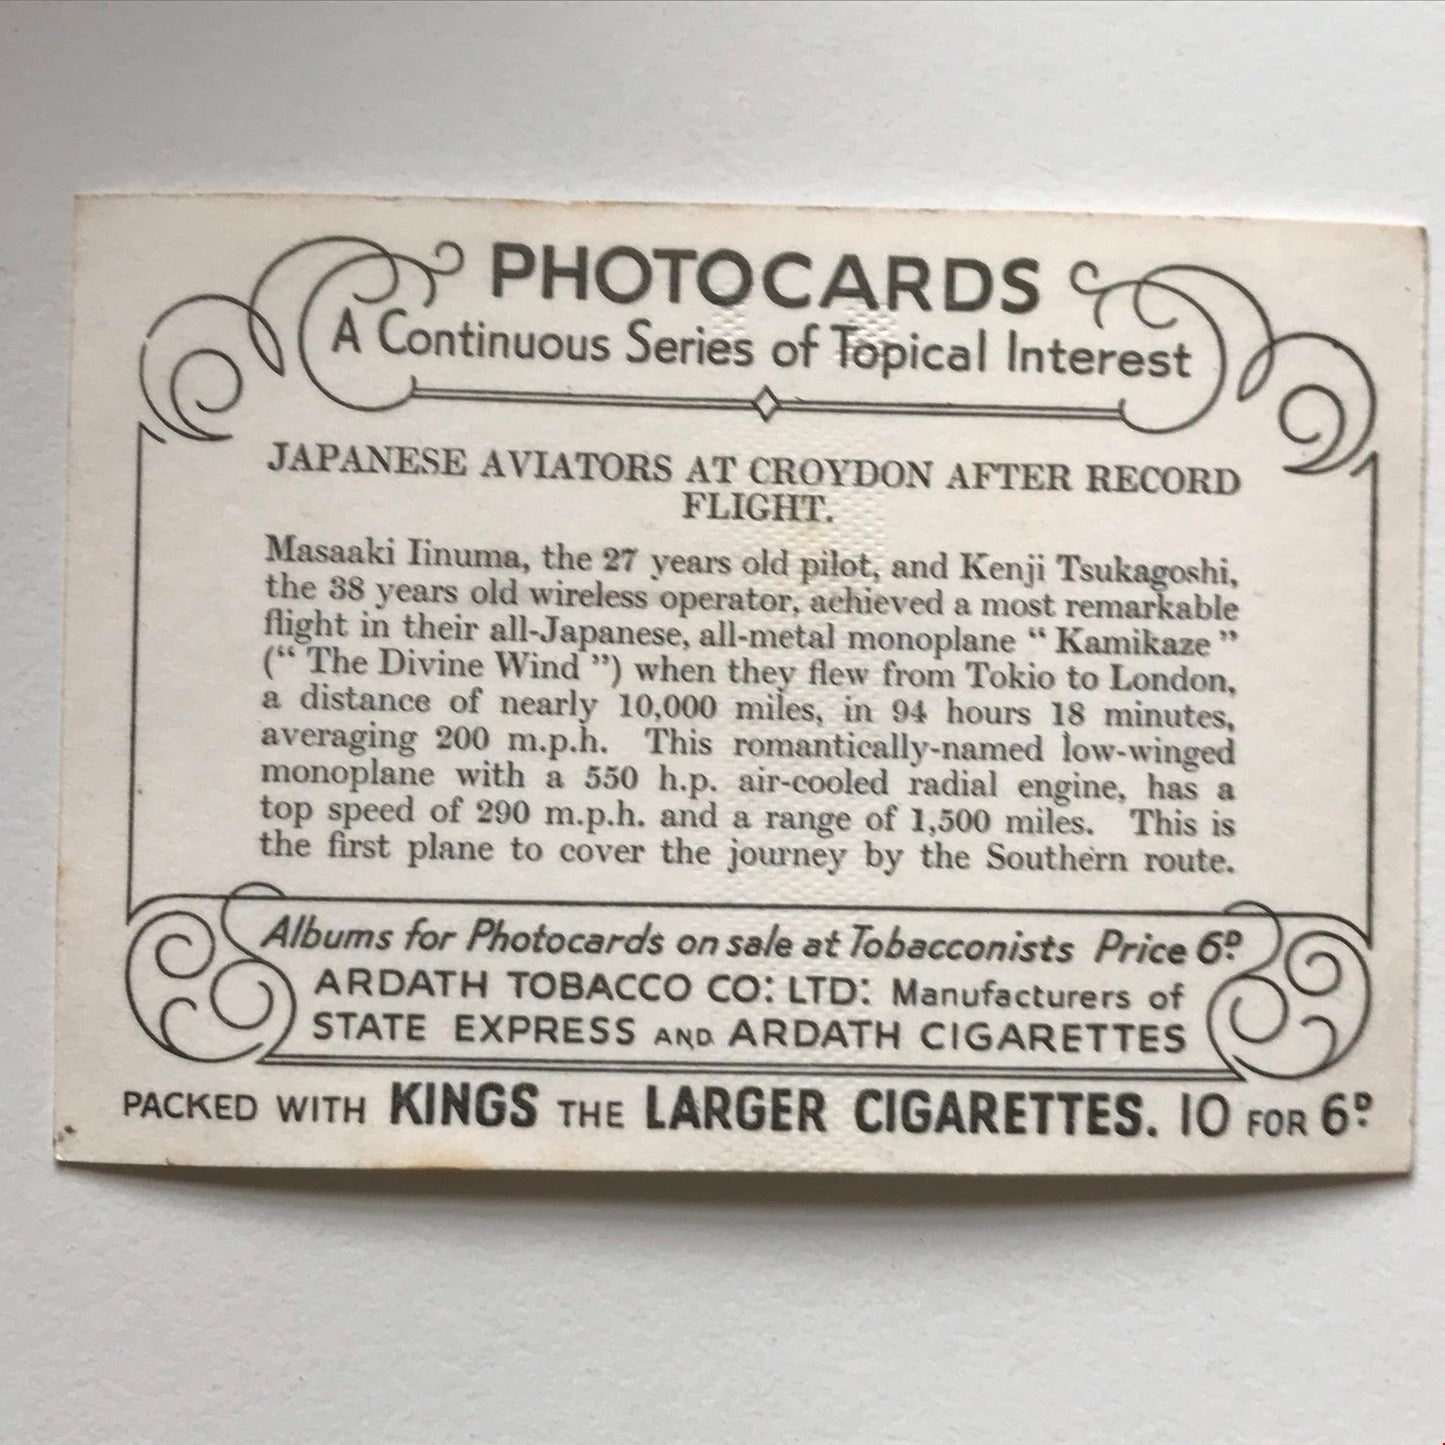 PHOTOCARDS
A Continuous Series of Topical Interest
JAPANESE AVIATORS AT CROYDON AFTER RECORD
FLIGHT.
Masaaki Iinuma, the 27 years old pilot, and Kenji Tsukagoshi,
the 38 years old wireless operator, achieved a most remarkable
flight in their all-Japanese, all-metal monoplane “ Kamikaze ”
(“ The Divine Wind ”) when they flew from Tokio to London,
a distance of nearly 10,000 miles, in 94 hours 18 minutes,
averaging 200 m.p.h. This romantically-named low-winged
monoplane with a 550 h.p. air-cooled radial engine, has a
top speed of 290 m.p.h. and a range of 1,500 miles. This is
the first plane to cover the journey by the Southern route.
Albums for Photocards on sale at Tobacconists Price 6D
ARDATH TOBACCO CO: LTD: Manufacturers of
STATE EXPRESS AND ARDATH CIGARETTES
PACKED WITH KINGS THE LARGER CIGARETTES. 10 FOR 6D